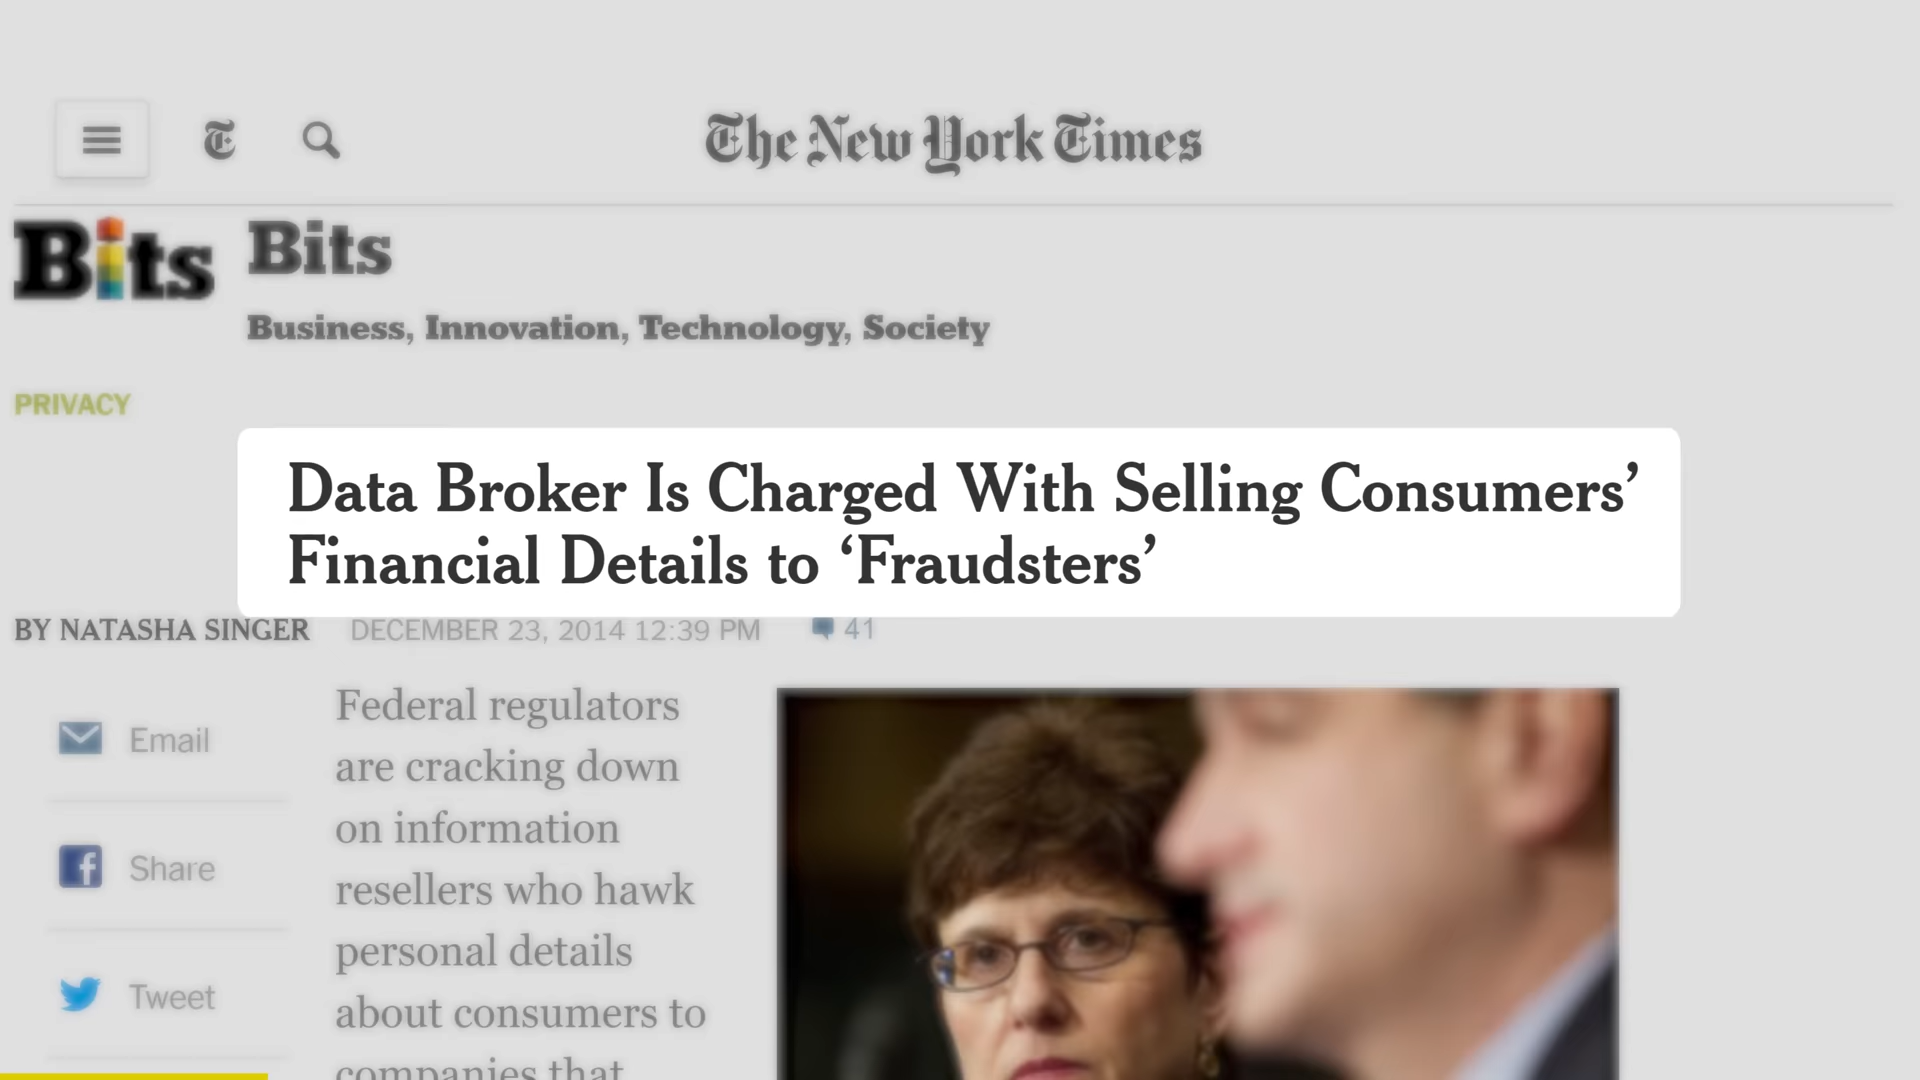 The New York Times
Bits
Bits
Business, Innovation, Technology, Society
PRIVACY
Data Broker Is Charged With Selling Consumers’
Financial Details to ‘Fraudsters’
BY NATASHA SINGER DECEMBER 23, 2014 12:39 PM 41
Email
Share
Tweet
Federal regulators
are cracking down
on information
resellers who hawk
personal details
about consumers to
companies that